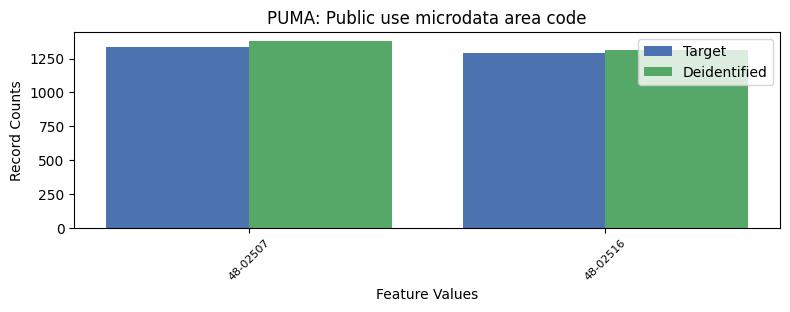 PUMA: Public use microdata area code
Record Counts
1250
1000
750
500
250
0
Target
Deidentified
48-02507
48-02516
Feature Values